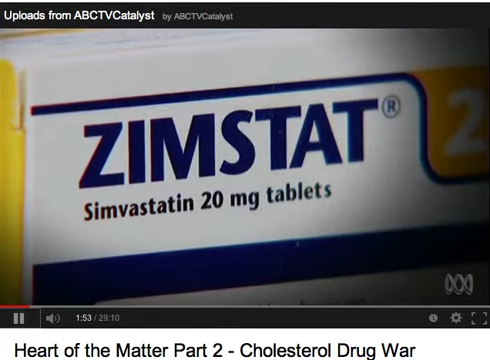 Uploads from ABCTVCatalyst by ABCTVCatalyst
ZIMSTAT®
2
Simvastatin 20 mg tablets
1:53 / 29:10
Heart of the Matter Part 2 - Cholesterol Drug War